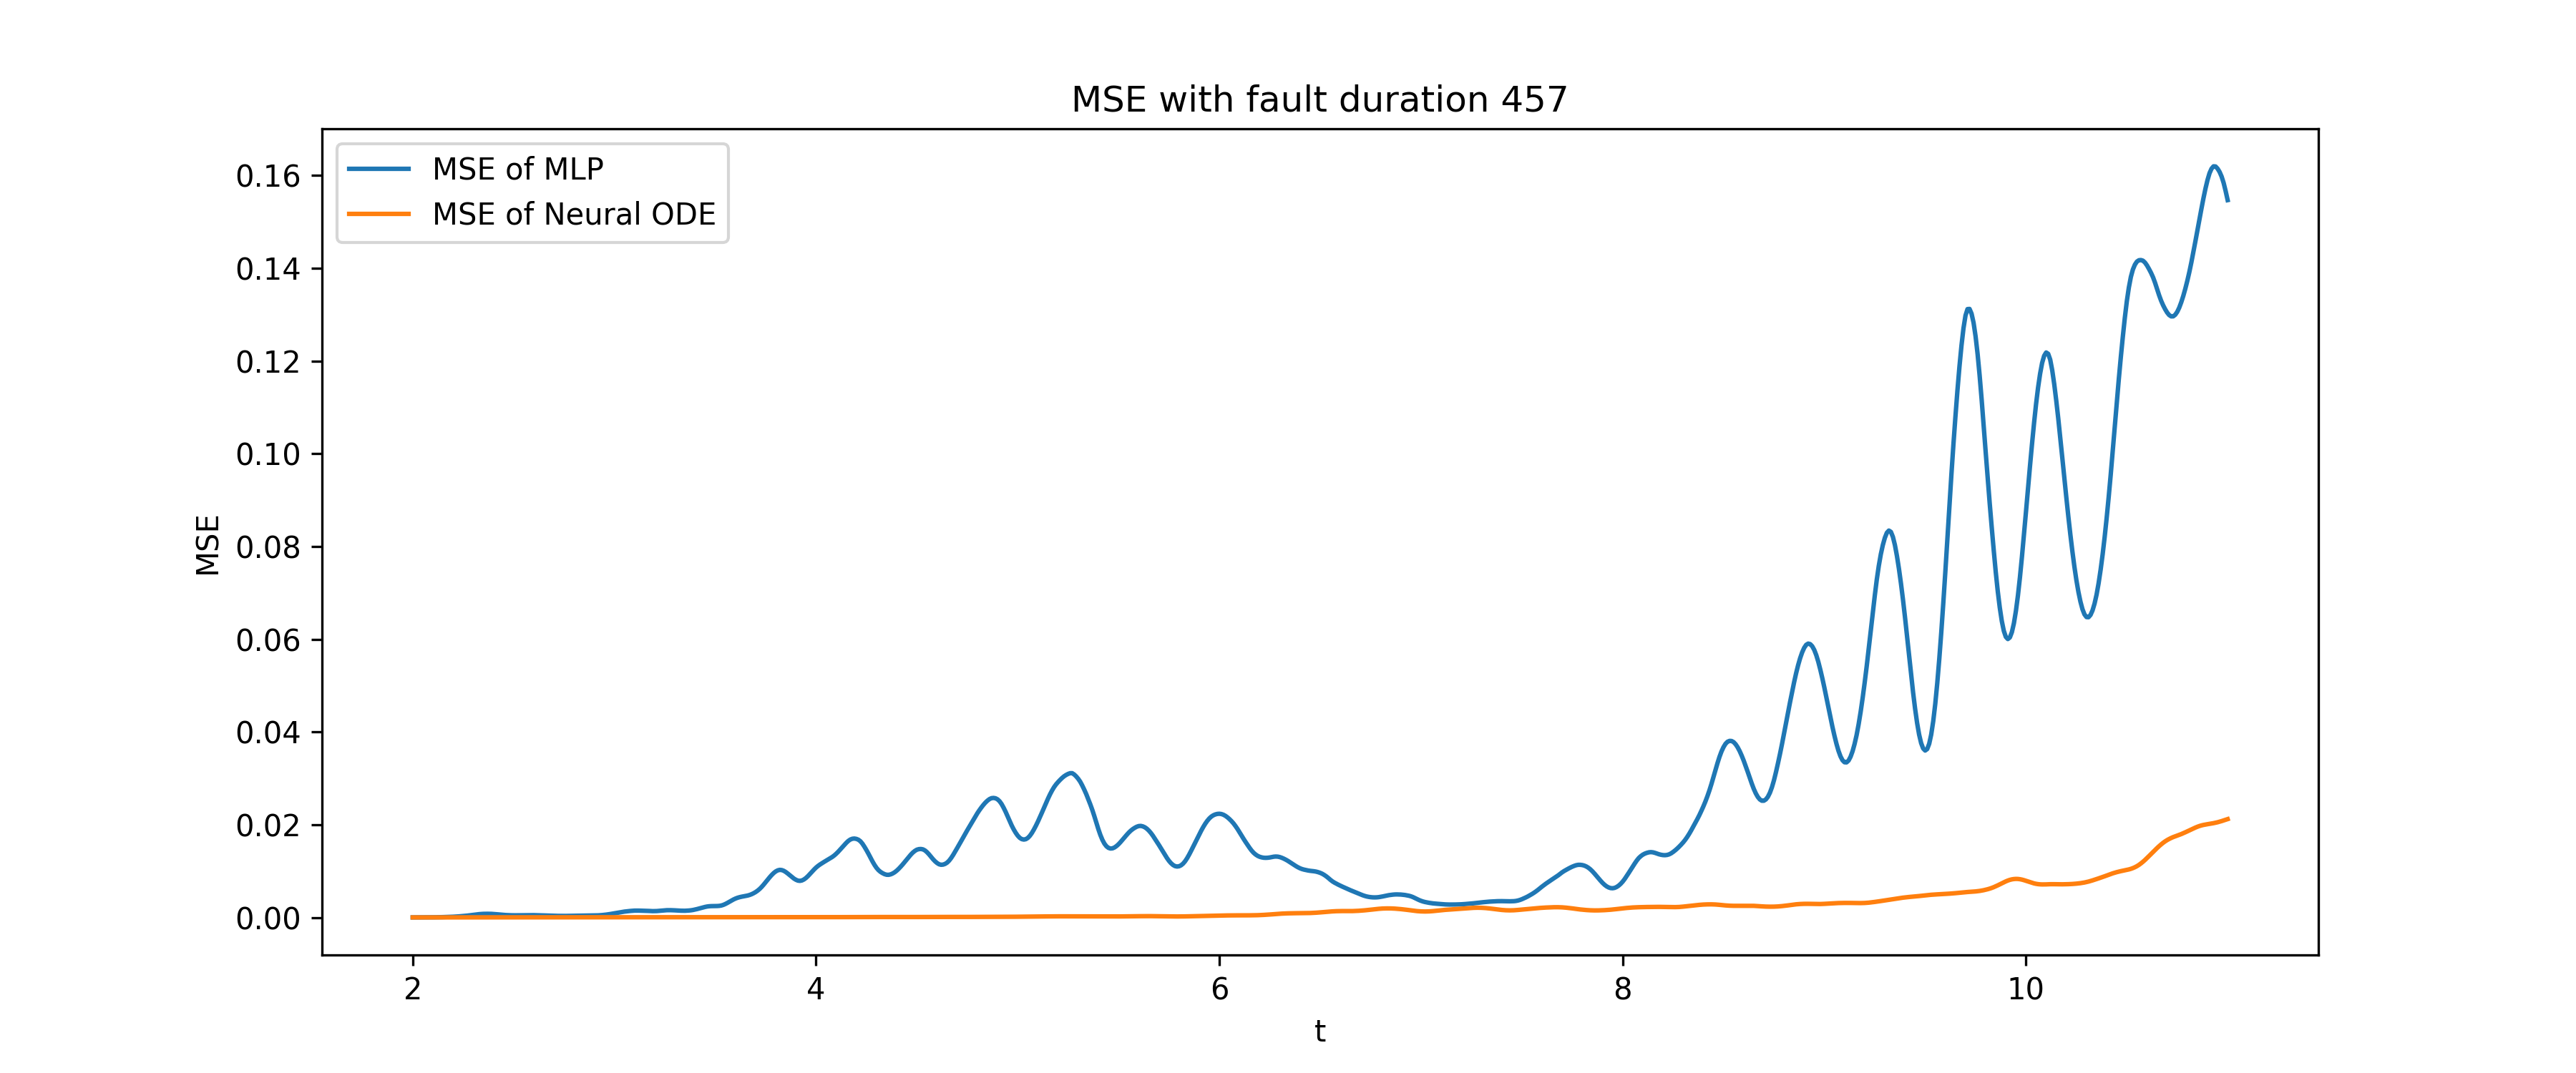 MSE with fault duration 457
MSE of MLP
MSE of Neural ODE
0.16
0.14
0.12
0.10
0.08
0.06
0.04
0.02
0.00
MSE
2 4 6 8 10
t